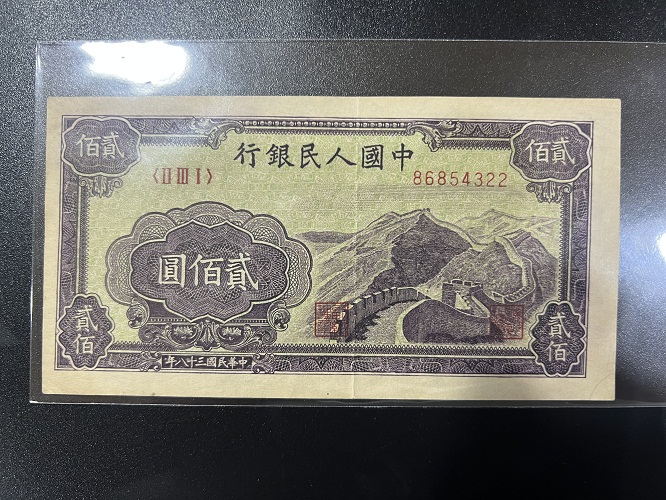 貳佰
貳佰
中國人民銀行
〈II III I〉
86854322
貳佰圓
貳佰
貳佰
中華民國三十八年